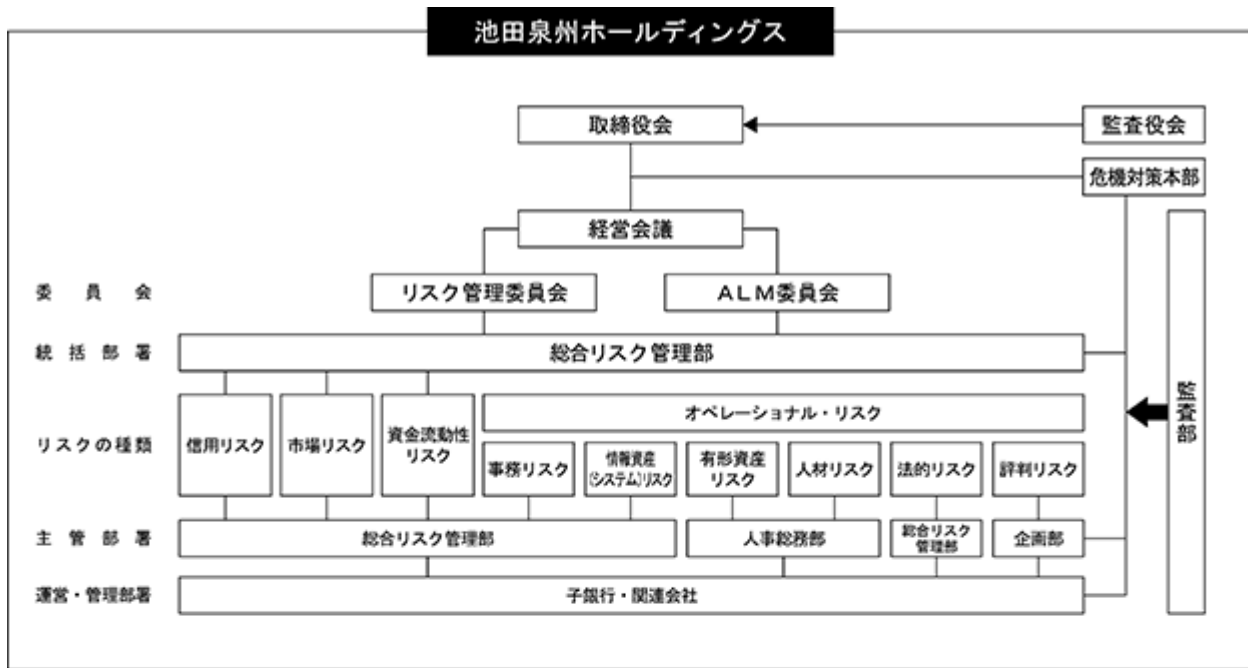 池田泉州ホールディングス
取締役会
監査役会
危機対策本部
経営会議
委員会
リスク管理委員会
ALM委員会
統括部署
総合リスク管理部
監査部
リスクの種類
信用リスク
市場リスク
資金流動性
リスク
オペレーショナル・リスク
事務リスク
情報資産
(システム)リスク
有形資産
リスク
人材リスク
法的リスク
評判リスク
主管部署
総合リスク管理部
人事総務部
総合リスク
管理部
企画部
運営・管理部署
子銀行・関連会社